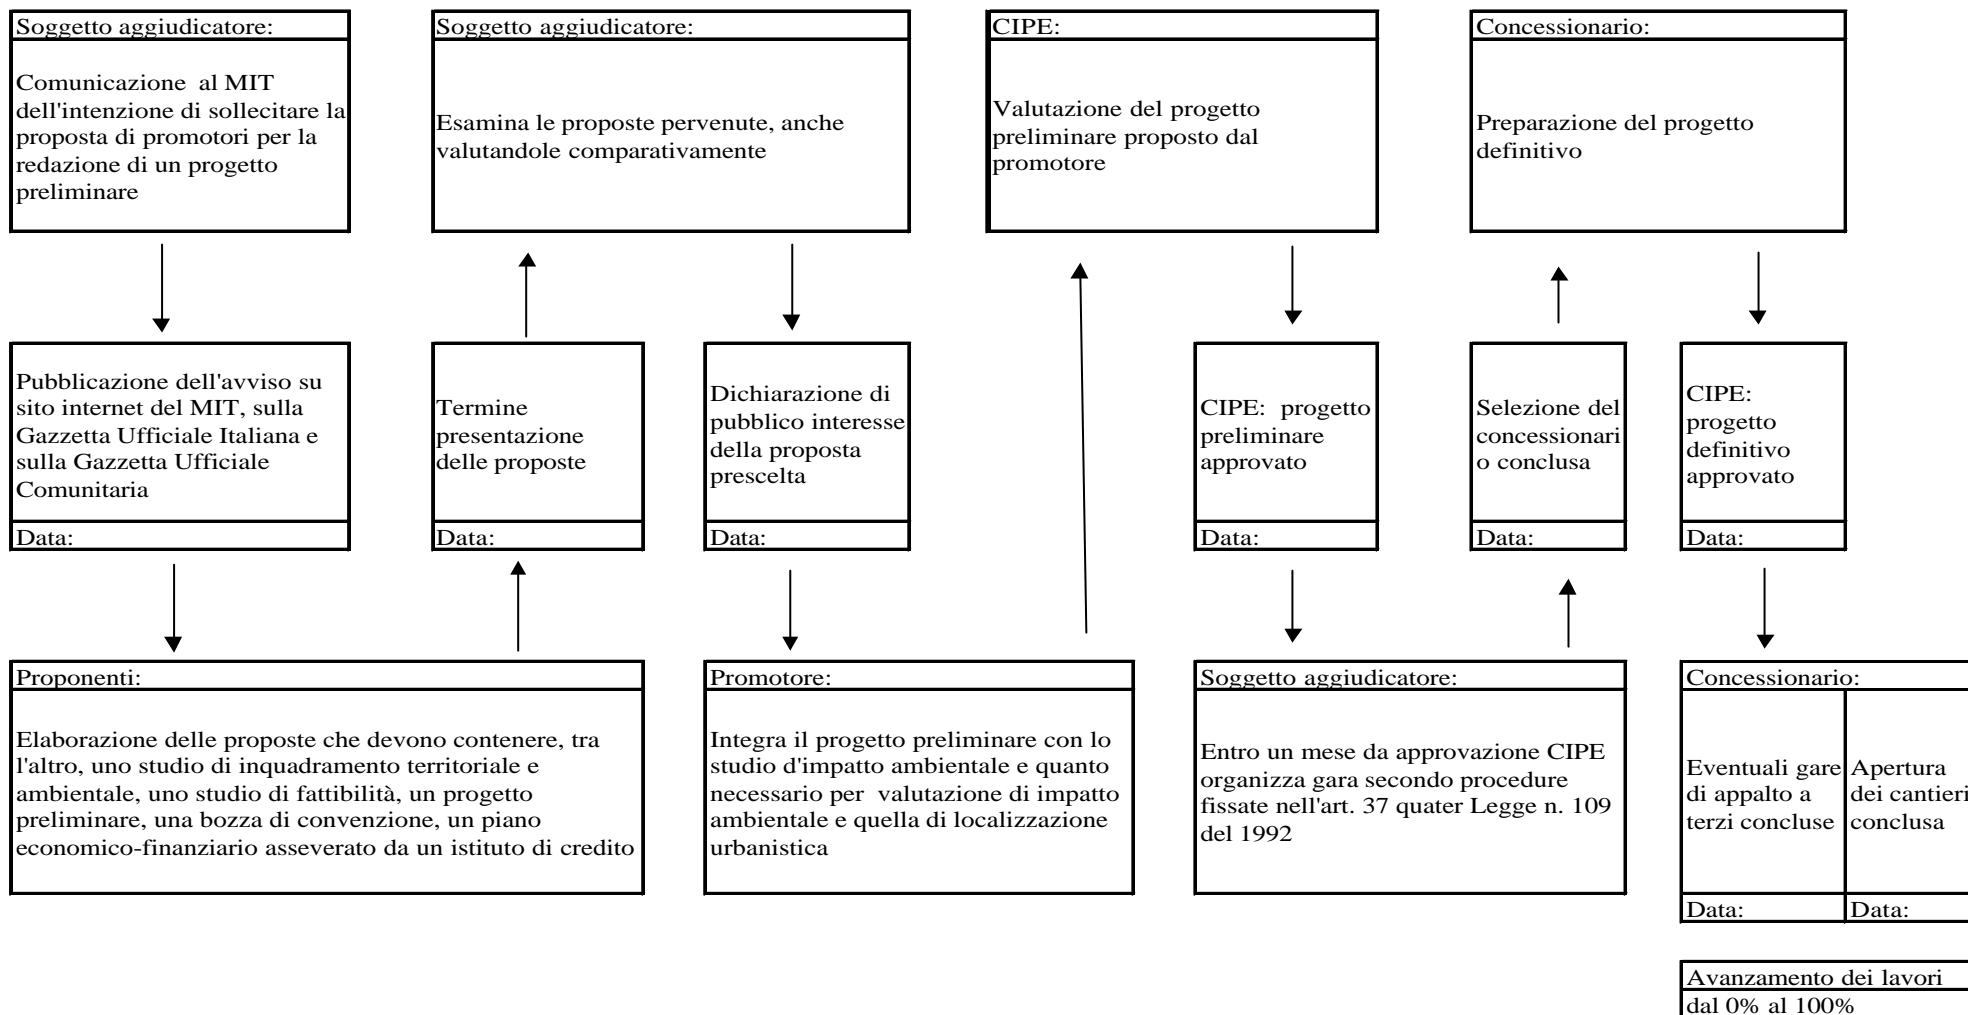 Soggetto aggiudicatore:
Comunicazione al MIT
dell'intenzione di sollecitare la
proposta di promotori per la
redazione di un progetto
preliminare
Soggetto aggiudicatore:
Esamina le proposte pervenute, anche
valutandole comparativamente
CIPE:
Valutazione del progetto
preliminare proposto dal
promotore
Concessionario:
Preparazione del progetto
definitivo
Pubblicazione dell'avviso su
sito internet del MIT, sulla
Gazzetta Ufficiale Italiana e
sulla Gazzetta Ufficiale
Comunitaria
Data:
Termine
presentazione
delle proposte
Data:
Dichiarazione di
pubblico interesse
della proposta
prescelta
Data:
CIPE: progetto
preliminare
approvato
Data:
Selezione del
concessionari
o conclusa
Data:
CIPE:
progetto
definitivo
approvato
Data:
Proponenti:
Elaborazione delle proposte che devono contenere, tra
l'altro, uno studio di inquadramento territoriale e
ambientale, uno studio di fattibilità, un progetto
preliminare, una bozza di convenzione, un piano
economico-finanziario asseverato da un istituto di credito
Promotore:
Integra il progetto preliminare con lo
studio d'impatto ambientale e quanto
necessario per valutazione di impatto
ambientale e quella di localizzazione
urbanistica
Soggetto aggiudicatore:
Entro un mese da approvazione CIPE
organizza gara secondo procedure
fissate nell'art. 37 quater Legge n. 109
del 1992
Concessionario:
Eventuali gare
di appalto a
terzi concluse
Data:
Apertura
dei cantieri
conclusa
Data:
Avanzamento dei lavori
dal 0% al 100%